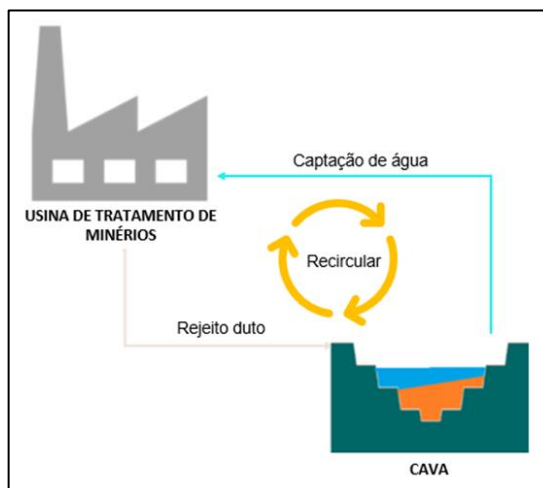 Captação de água
USINA DE TRATAMENTO DE
MINÉRIOS
Recircular
Rejeito duto
CAVA